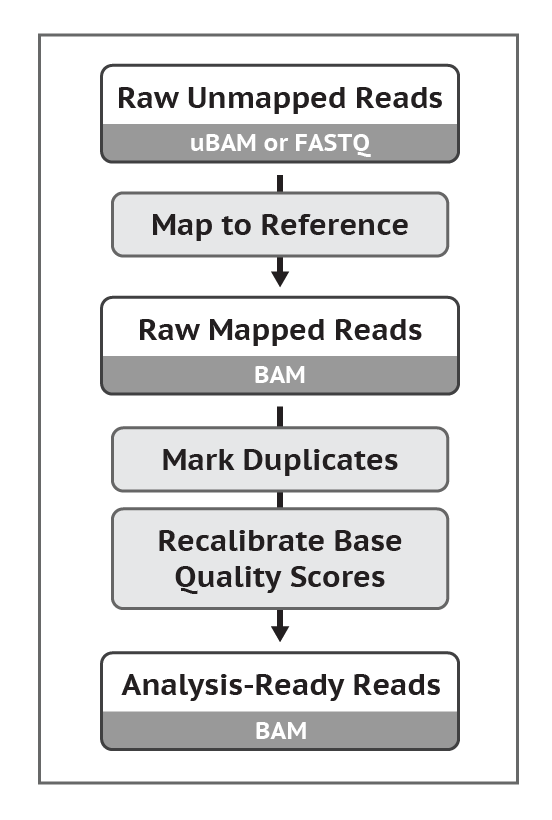 Raw Unmapped Reads
uBAM or FASTQ
Map to Reference
Raw Mapped Reads
BAM
Mark Duplicates
Recalibrate Base
Quality Scores
Analysis-Ready Reads
BAM